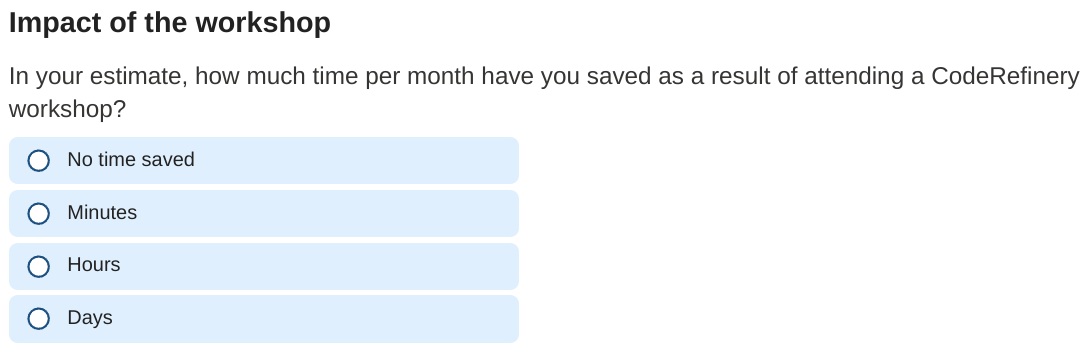 Impact of the workshop
In your estimate, how much time per month have you saved as a result of attending a CodeRefinery
workshop?
No time saved
Minutes
Hours
Days